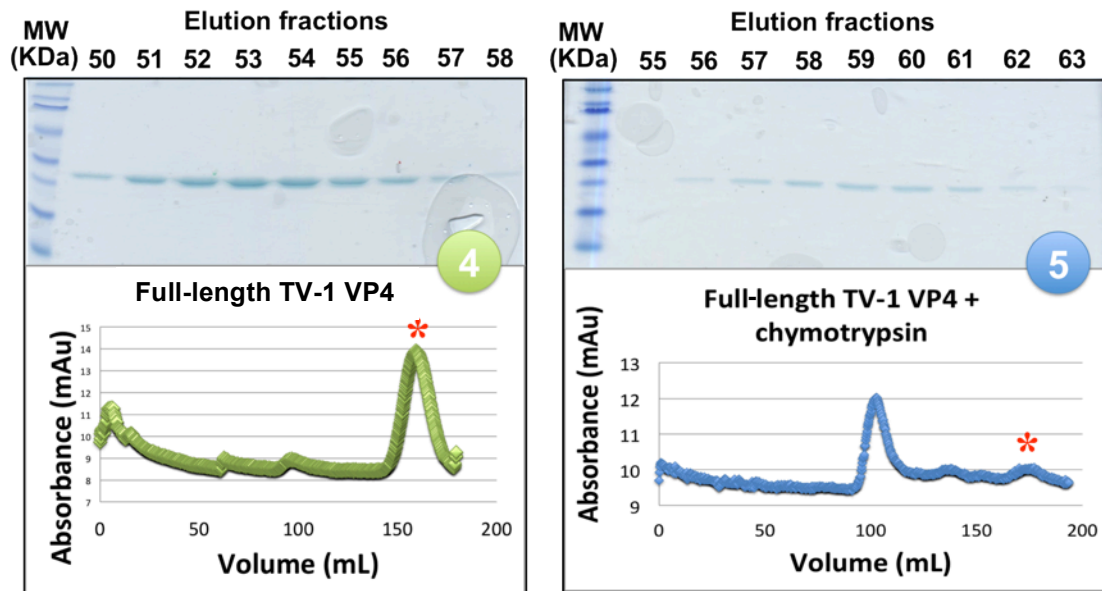 MW
(KDa)
Elution fractions
50 51 52 53 54 55 56 57 58
4
Full-length TV-1 VP4
*
Absorbance (mAu)
15
14
13
12
11
10
9
8
7
0 50 100 150 200
Volume (mL)
MW
(KDa)
Elution fractions
55 56 57 58 59 60 61 62 63
5
Full-length TV-1 VP4 +
chymotrypsin
*
Absorbance (mAu)
13
12
11
10
9
0 50 100 150 200
Volume (mL)